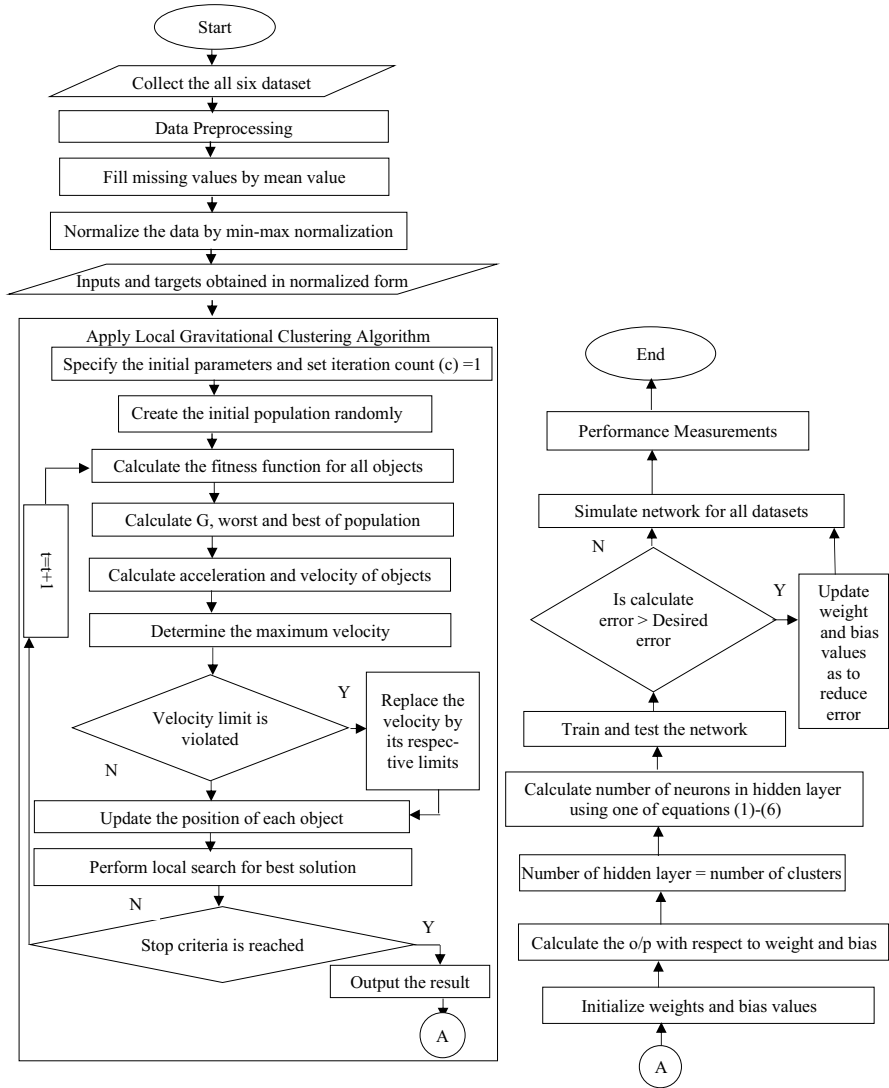 Start
Collect the all six dataset
Data Preprocessing
Fill missing values by mean value
Normalize the data by min-max normalization
Inputs and targets obtained in normalized form
Apply Local Gravitational Clustering Algorithm
Specify the initial parameters and set iteration count (c) =1
Create the initial population randomly
Calculate the fitness function for all objects
Calculate G, worst and best of population
t=t+1
Calculate acceleration and velocity of objects
Determine the maximum velocity
Velocity limit is
violated
Y
N
Replace the
velocity by
its respec-
tive limits
Update the position of each object
Perform local search for best solution
N
Stop criteria is reached
Y
Output the result
A
End
Performance Measurements
Simulate network for all datasets
N
Is calculate
error > Desired
error
Y
Update
weight
and bias
values
as to
reduce
error
Train and test the network
Calculate number of neurons in hidden layer
using one of equations (1)-(6)
Number of hidden layer = number of clusters
Calculate the o/p with respect to weight and bias
Initialize weights and bias values
A